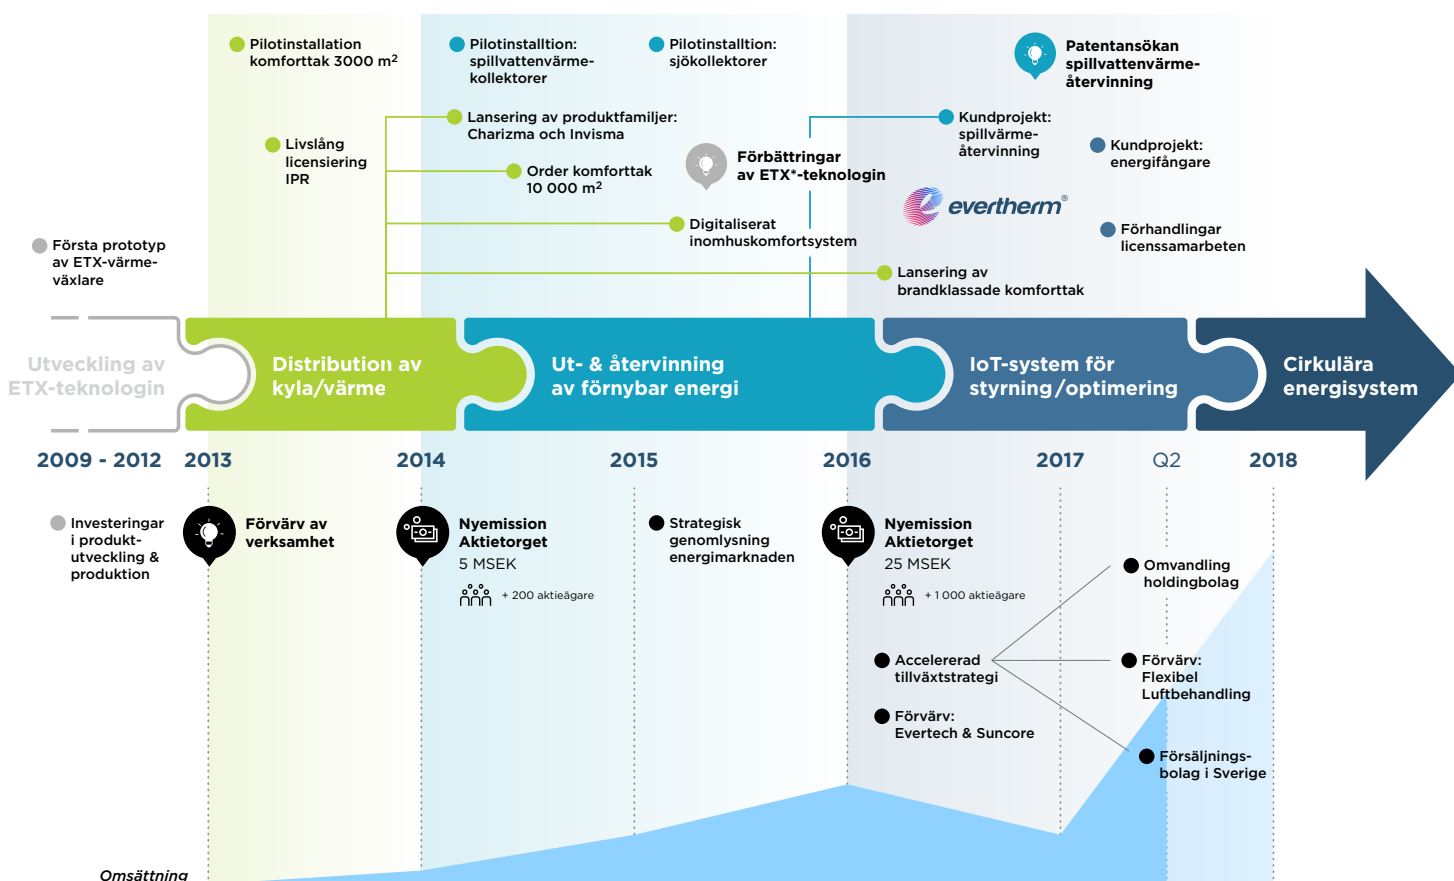 Pilotinstallation
komforttak 3000 m²
Pilotinstalltion:
spillvattenvärme-
kollektorer
Pilotinstalltion:
sjökollektorer
Patentansökan
spillvattenvärme-
återvinning
Livslång
licensiering
IPR
Lansering av produktfamiljer:
Charizma och Invisma
Order komforttak
10 000 m²
Förbättringar
av ETX*-teknologin
Kundprojekt:
spillvärme-
återvinning
Kundprojekt:
energifångare
evertherm®
Digitaliserat
inomhuskomfortsystem
Förhandlingar
licenssamarbeten
Första prototyp
av ETX-värme-
växlare
Lansering av
brandklassade komforttak
Utveckling av
ETX-teknologin
Distribution av
kyla/värme
Ut- & återvinning
av förnybar energi
IoT-system för
styrning/optimering
Cirkulära
energisystem
2009 - 2012
2013
2014
2015
2016
2017
Q2
2018
Investeringar
i produkt-
utveckling &
produktion
Förvärv av
verksamhet
Nyemission
Aktietorget
5 MSEK
+ 200 aktieägare
Strategisk
genomlysning
energimarknaden
Nyemission
Aktietorget
25 MSEK
+ 1 000 aktieägare
Omvandling
holdingbolag
Accelererad
tillväxtstrategi
Förvärv:
Flexibel
Luftbehandling
Förvärv:
Evertech & Suncore
Försäljnings-
bolag i Sverige
Omsättning